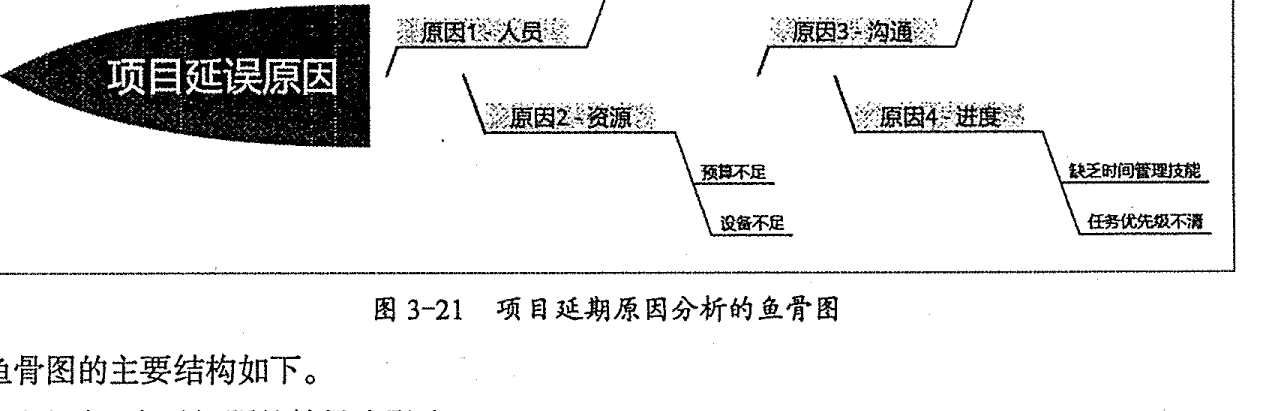 项目延误原因
原因1 - 人员
原因3 - 沟通
原因2 - 资源
原因4 - 进度
预算不足
设备不足
缺乏时间管理技能
任务优先级不清
图 3-21 项目延期原因分析的鱼骨图
鱼骨图的主要结构如下。